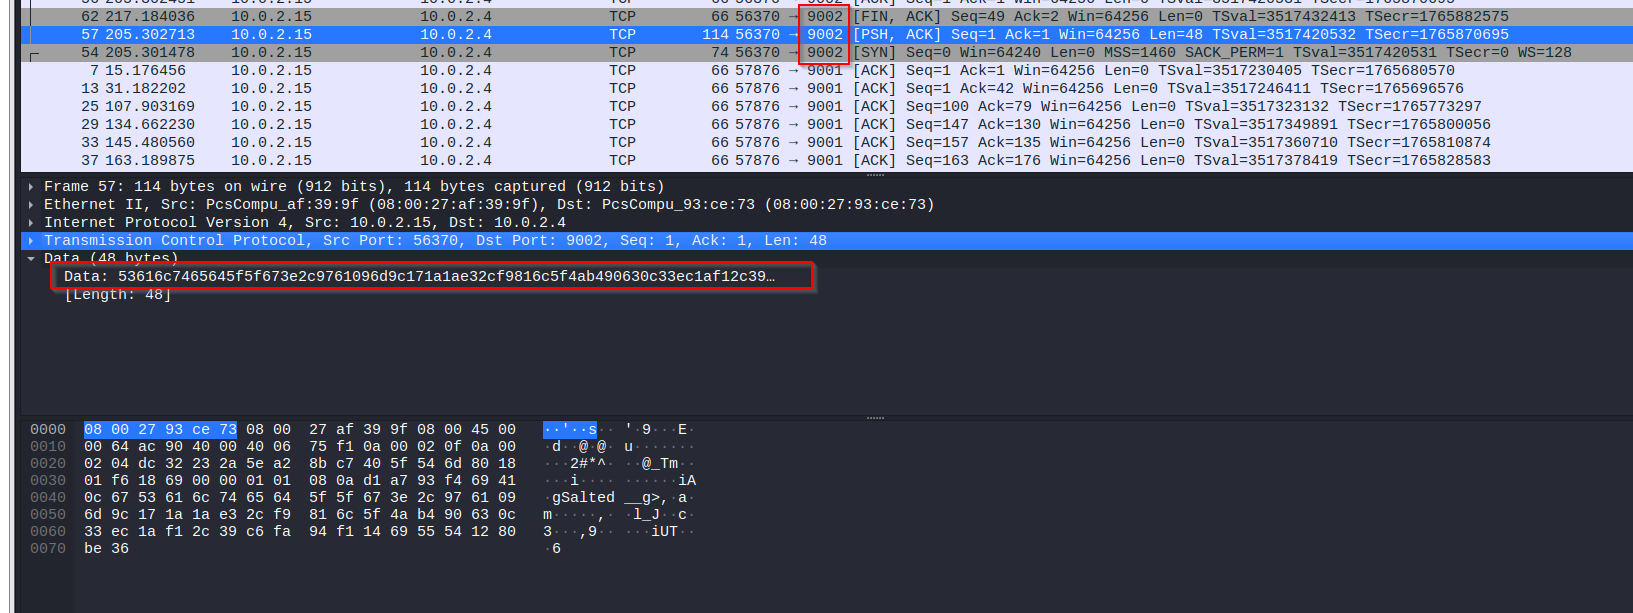 62 217.184036 10.0.2.15 10.0.2.4 TCP 66 56370 → 9002 [FIN, ACK] Seq=49 Ack=2 Win=64256 Len=0 TSval=3517432413 TSecr=1765882575
57 205.302713 10.0.2.15 10.0.2.4 TCP 114 56370 → 9002 [PSH, ACK] Seq=1 Ack=1 Win=64256 Len=48 TSval=3517420532 TSecr=1765870695
54 205.301478 10.0.2.15 10.0.2.4 TCP 74 56370 → 9002 [SYN] Seq=0 Win=64240 Len=0 MSS=1460 SACK_PERM=1 TSval=3517420531 TSecr=0 WS=128
7 15.176456 10.0.2.15 10.0.2.4 TCP 66 57876 → 9001 [ACK] Seq=1 Ack=1 Win=64256 Len=0 TSval=3517230405 TSecr=1765680570
13 31.182202 10.0.2.15 10.0.2.4 TCP 66 57876 → 9001 [ACK] Seq=1 Ack=42 Win=64256 Len=0 TSval=3517246411 TSecr=1765696576
25 107.903169 10.0.2.15 10.0.2.4 TCP 66 57876 → 9001 [ACK] Seq=100 Ack=79 Win=64256 Len=0 TSval=3517323132 TSecr=1765773297
29 134.662230 10.0.2.15 10.0.2.4 TCP 66 57876 → 9001 [ACK] Seq=147 Ack=130 Win=64256 Len=0 TSval=3517349891 TSecr=1765800056
33 145.480560 10.0.2.15 10.0.2.4 TCP 66 57876 → 9001 [ACK] Seq=157 Ack=135 Win=64256 Len=0 TSval=3517360710 TSecr=1765810874
37 163.189875 10.0.2.15 10.0.2.4 TCP 66 57876 → 9001 [ACK] Seq=163 Ack=176 Win=64256 Len=0 TSval=3517378419 TSecr=1765828583
Frame 57: 114 bytes on wire (912 bits), 114 bytes captured (912 bits)
Ethernet II, Src: PcsCompu_af:39:9f (08:00:27:af:39:9f), Dst: PcsCompu_93:ce:73 (08:00:27:93:ce:73)
Internet Protocol Version 4, Src: 10.0.2.15, Dst: 10.0.2.4
Transmission Control Protocol, Src Port: 56370, Dst Port: 9002, Seq: 1, Ack: 1, Len: 48
Data (48 bytes)
Data: 53616c7465645f5f673e2c9761096d9c171a1ae32cf9816c5f4ab490630c33ec1af12c39…
[Length: 48]
0000 08 00 27 93 ce 73 08 00 27 af 39 9f 08 00 45 00 ··'··s·· '·9···E·
0010 00 64 ac 90 40 00 40 06 75 f1 0a 00 02 0f 0a 00 ·d··@·@· u·······
0020 02 04 dc 32 23 2a 5e a2 8b c7 40 5f 54 6d 80 18 ···2#*^· ··@_Tm··
0030 01 f6 18 69 00 00 01 01 08 0a d1 a7 93 f4 69 41 ···i···· ······iA
0040 0c 67 53 61 6c 74 65 64 5f 5f 67 3e 2c 97 61 09 ·gSalted __g>,·a·
0050 6d 9c 17 1a 1a e3 2c f9 81 6c 5f 4a b4 90 63 0c m·····,· ·l_J··c·
0060 33 ec 1a f1 2c 39 c6 fa 94 f1 14 69 55 54 12 80 3···,9·· ···iUT··
0070 be 36 ·6